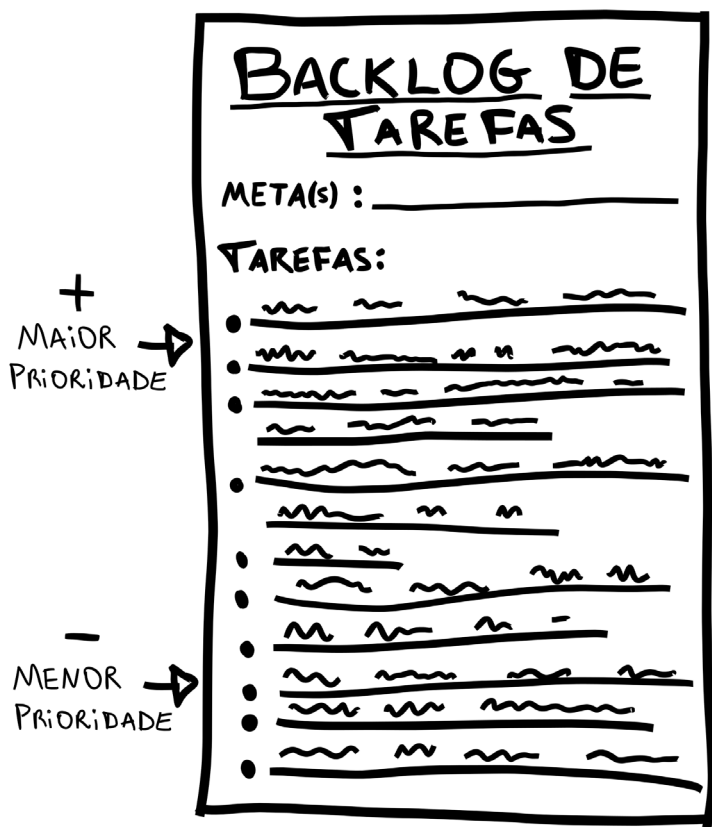 BACKLOG DE
TAREFAS
META(S) :
TAREFAS:
+
MAIOR
PRIORIDADE
-
MENOR
PRIORIDADE